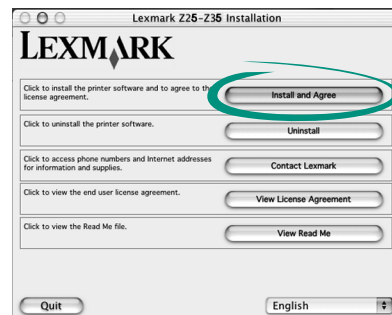 Lexmark Z25-Z35 Installation
LEXMARK
Click to install the printer software and to agree to the
license agreement.
Install and Agree
Click to uninstall the printer software.
Uninstall
Click to access phone numbers and Internet addresses
for information and supplies.
Contact Lexmark
Click to view the end user license agreement.
View License Agreement
Click to view the Read Me file.
View Read Me
Quit
English